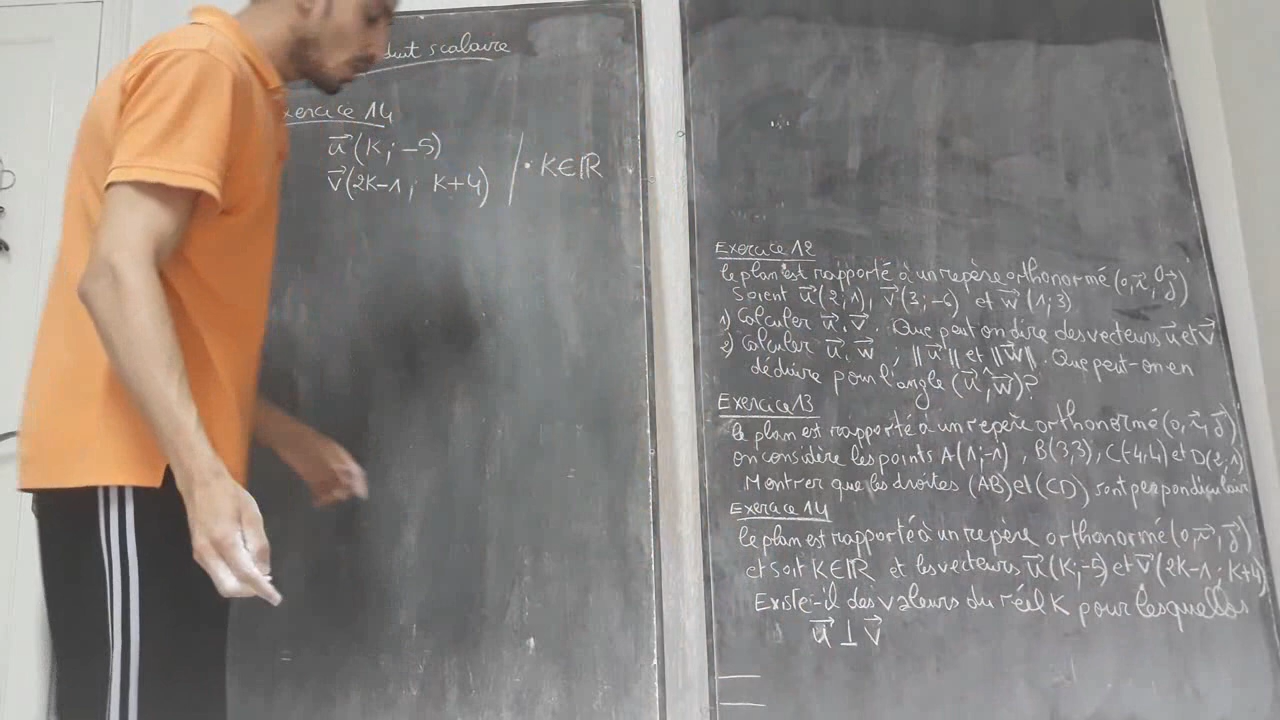 duit scalaire
xercice 14
u⃗ (K ; -5)
v⃗ (2K-1 ; K+4) | • K∈ℝ
Exercice 12
le plan est rapporté à un repère orthonormé (0, i⃗, j⃗)
Soient u⃗ (2; 1), v⃗ (3; -6) et w⃗ (1; 3)
1) Calculer u⃗. v⃗. Que peut on dire des vecteurs u⃗ et v⃗
2) Calculer u⃗. w⃗, ||u⃗|| et ||w⃗||. Que peut-on en
déduire pour l'angle (u⃗, w⃗)?
Exercice 13
le plan est rapporté à un repère orthonormé (0, i⃗, j⃗)
on considère les points A(1; -1), B(3,3), C(-4,4) et D(2; 1)
Montrer que les droites (AB) et (CD) sont perpendiculair
Exercice 14
le plan est rapporté à un repère orthonormé (0, i⃗, j⃗)
et soit K∈ℝ et les vecteurs u⃗ (K; -5) et v⃗ (2K-1 ; K+4)
Existe-il des valeurs du réel K pour lesquelles
u⃗ ⊥ v⃗